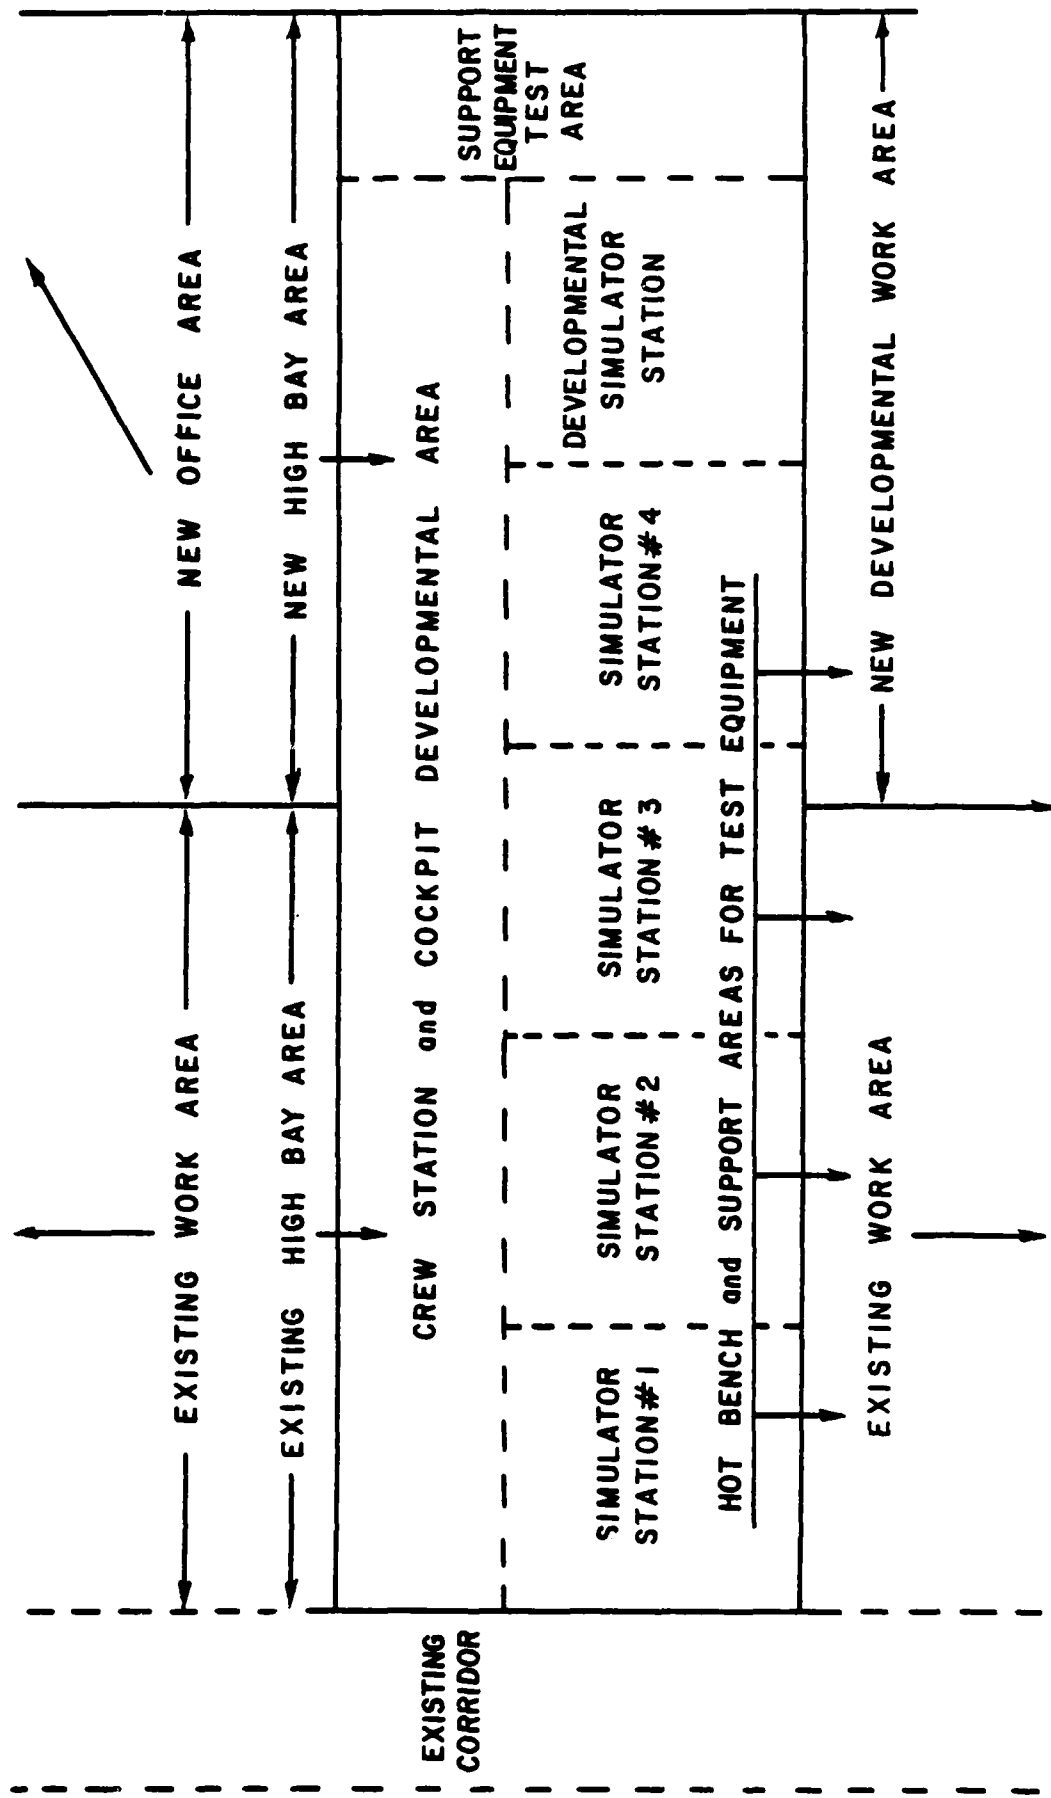 EXISTING WORK AREA
NEW OFFICE AREA
EXISTING HIGH BAY AREA
NEW HIGH BAY AREA
EXISTING
CORRIDOR
CREW STATION and COCKPIT DEVELOPMENTAL AREA
SUPPORT
EQUIPMENT
TEST
AREA
SIMULATOR
STATION#1
SIMULATOR
STATION#2
SIMULATOR
STATION#3
SIMULATOR
STATION#4
DEVELOPMENTAL
SIMULATOR
STATION
HOT BENCH and SUPPORT AREAS FOR TEST EQUIPMENT
EXISTING WORK AREA
NEW DEVELOPMENTAL WORK AREA